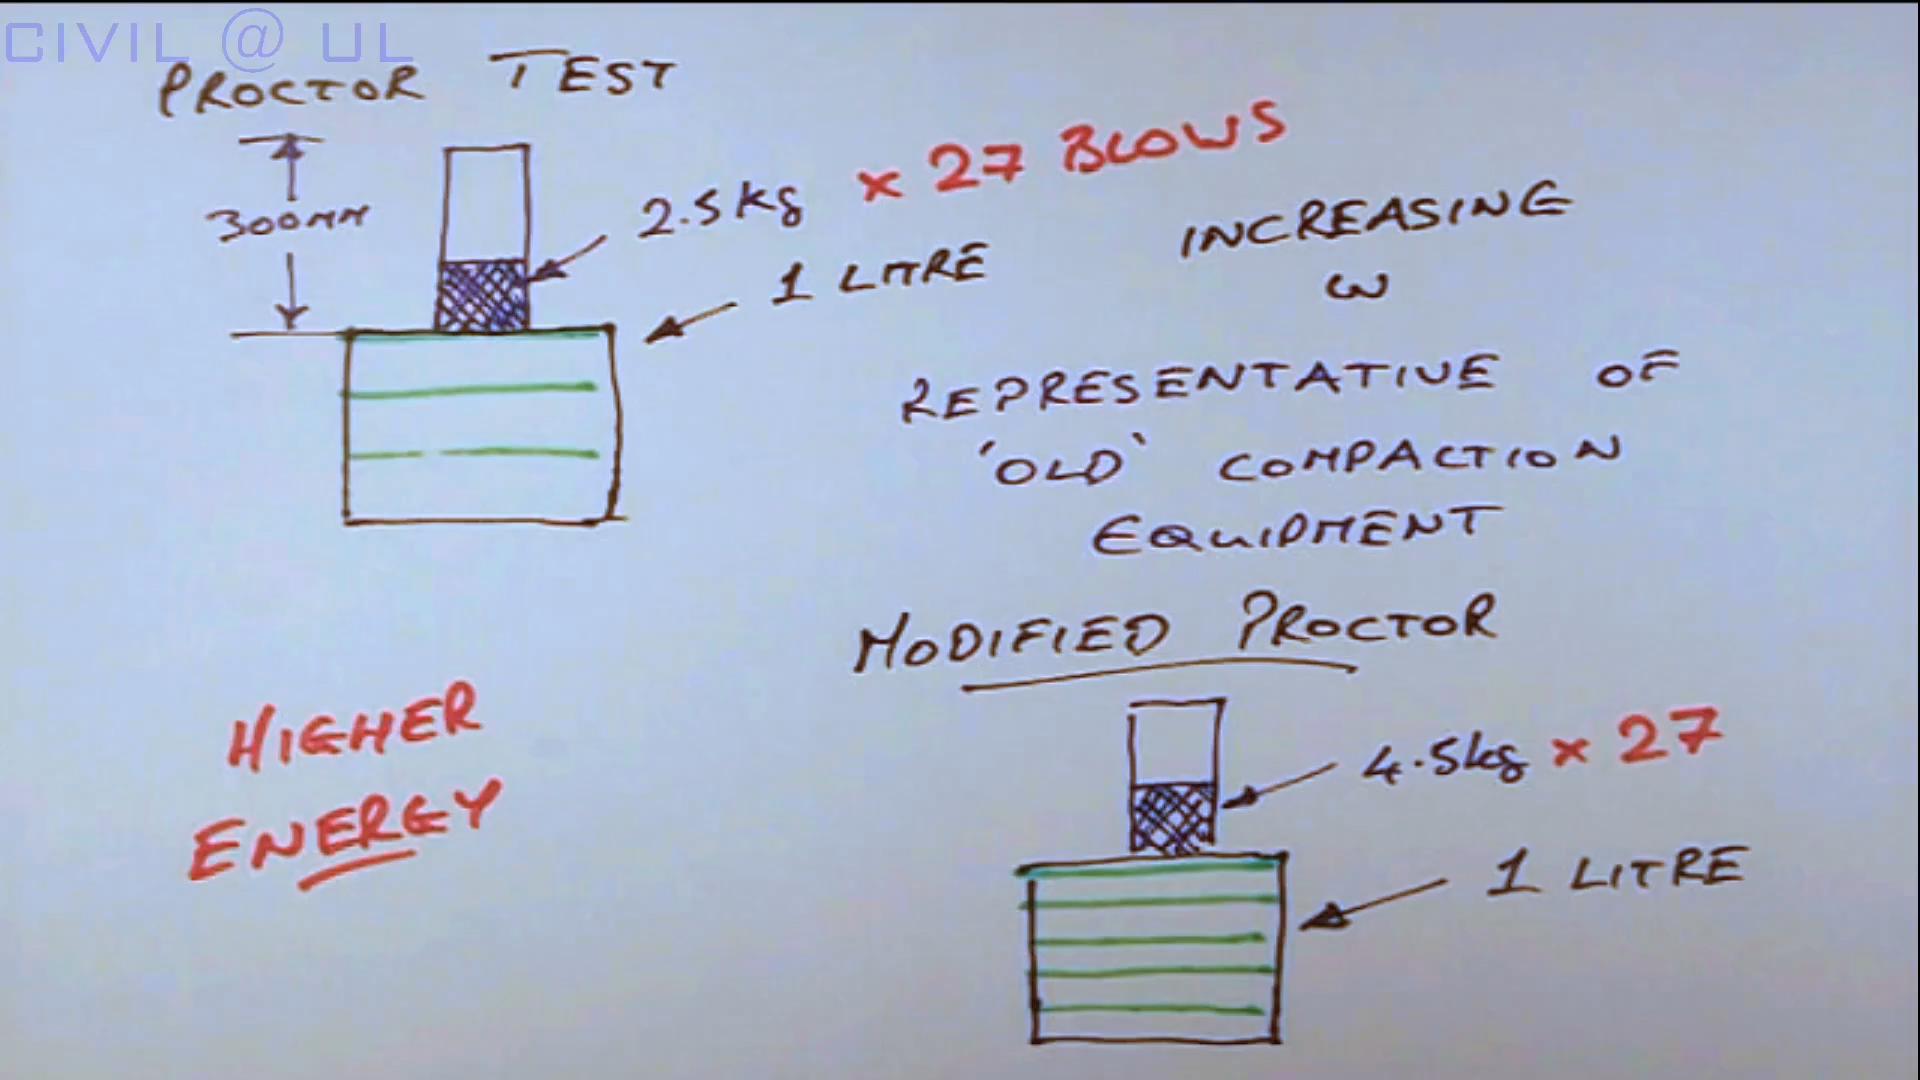 CIVIL @ UL
PROCTOR TEST
300MM
2.5kg x 27 BLOWS
1 LITRE
INCREASING
ω
REPRESENTATIVE OF
'OLD' COMPACTION
EQUIPMENT
MODIFIED PROCTOR
HIGHER
ENERGY
4.5kg x 27
1 LITRE